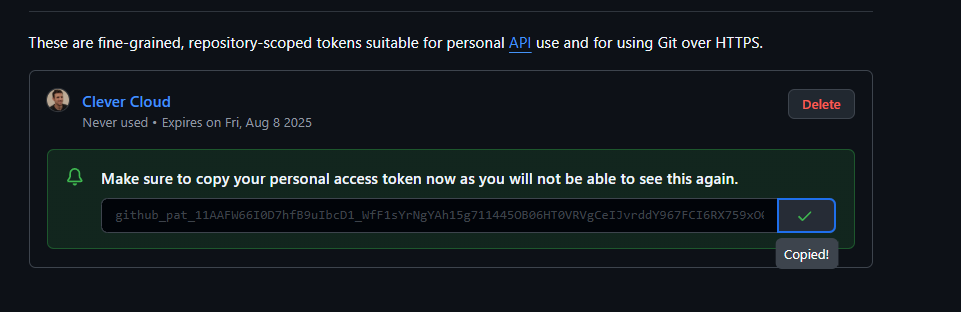 These are fine-grained, repository-scoped tokens suitable for personal API use and for using Git over HTTPS.
Clever Cloud
Delete
Never used • Expires on Fri, Aug 8 2025
Make sure to copy your personal access token now as you will not be able to see this again.
Copied!